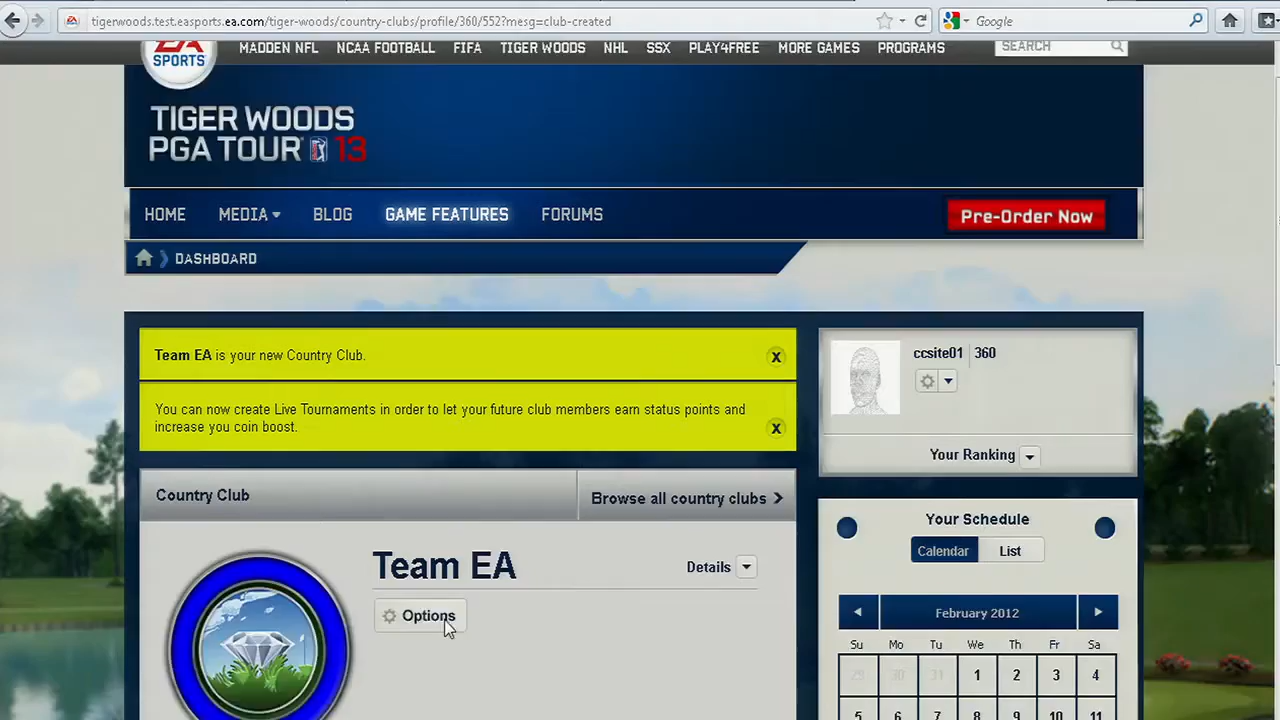 tigerwoods.test.easports.ea.com/tiger-woods/country-clubs/profile/360/552?mesg=club-created
Google
EA
SPORTS
MADDEN NFL NCAA FOOTBALL FIFA TIGER WOODS NHL SSX PLAY4FREE MORE GAMES PROGRAMS
SEARCH
TIGER WOODS
PGA TOUR 13
HOME MEDIA BLOG GAME FEATURES FORUMS
Pre-Order Now
DASHBOARD
Team EA is your new Country Club.
x
You can now create Live Tournaments in order to let your future club members earn status points and
increase you coin boost.
x
Country Club
Browse all country clubs
Team EA
Details
Options
ccsite01 | 360
Your Ranking
Your Schedule
Calendar List
February 2012
Su Mo Tu We Th Fr Sa
29 30 31 1 2 3 4
5 6 7 8 9 10 11